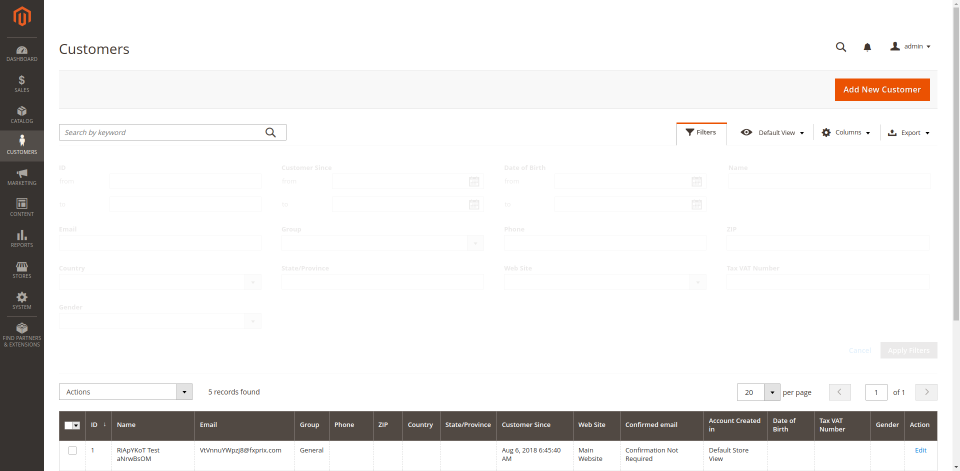 Customers
admin
Add New Customer
Search by keyword
Filters
Default View
Columns
Export
DASHBOARD
SALES
CATALOG
CUSTOMERS
MARKETING
CONTENT
REPORTS
STORES
SYSTEM
FIND PARTNERS
& EXTENSIONS
ID
Customer Since
Date of Birth
Name
from
from
from
to
to
to
Email
Group
Phone
ZIP
Country
State/Province
Web Site
Tax VAT Number
Gender
Cancel
Apply Filters
Actions
5 records found
20
per page
1
of 1
ID
Name
Email
Group
Phone
ZIP
Country
State/Province
Customer Since
Web Site
Confirmed email
Account Created
in
Date of
Birth
Tax VAT
Number
Gender
Action
1
RiApYKoT Test
aNrwBsOM
VtVnnuYWpzJ8@fxprix.com
General
Aug 6, 2018 6:45:40
AM
Main
Website
Confirmation Not
Required
Default Store
View
Edit